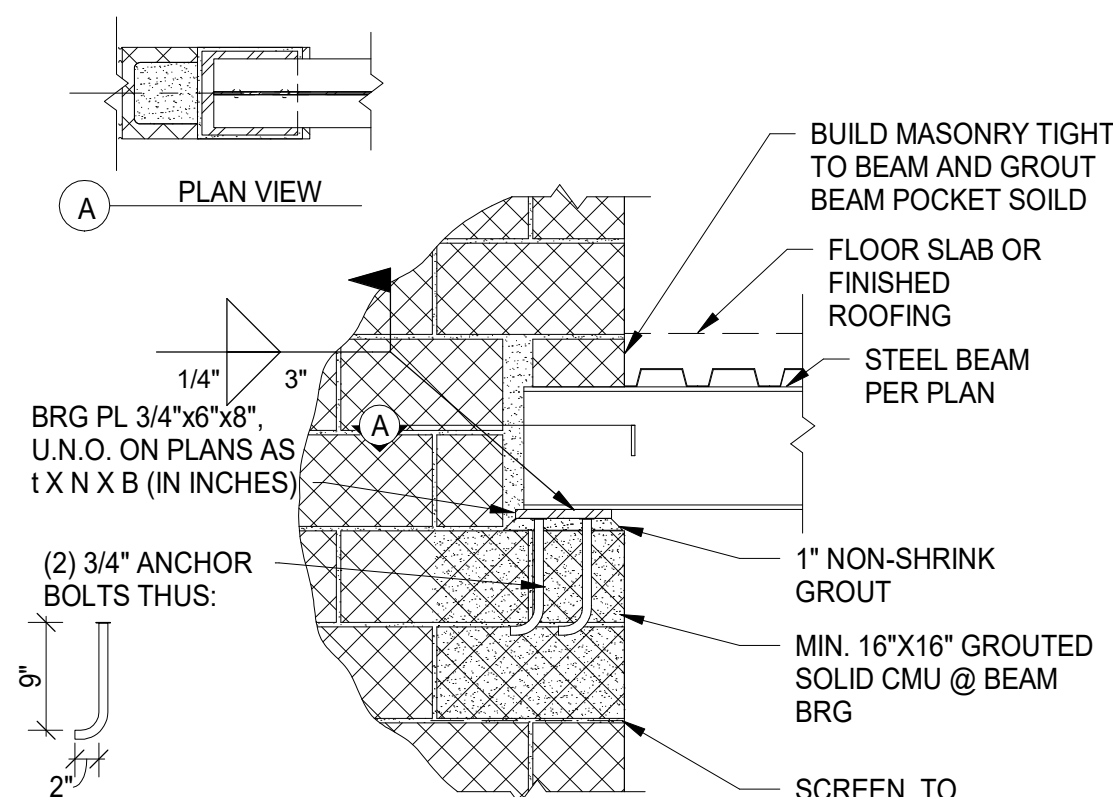 A
PLAN VIEW
BUILD MASONRY TIGHT
TO BEAM AND GROUT
BEAM POCKET SOILD
FLOOR SLAB OR
FINISHED
ROOFING
STEEL BEAM
PER PLAN
1/4"
3"
BRG PL 3/4"x6"x8",
U.N.O. ON PLANS AS
t X N X B (IN INCHES)
A
(2) 3/4" ANCHOR
BOLTS THUS:
9"
2"
1" NON-SHRINK
GROUT
MIN. 16"X16" GROUTED
SOLID CMU @ BEAM
BRG
SCREEN TO